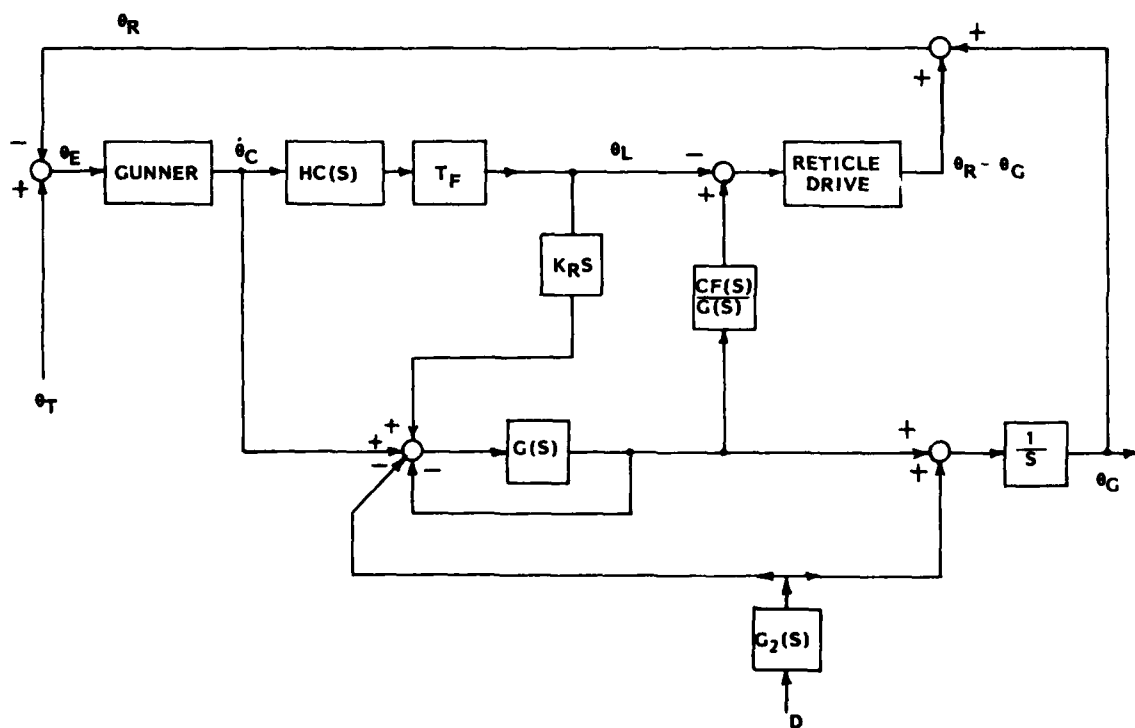 θR
+
+
−
θE
GUNNER
θ̇C
HC(S)
TF
θL
−
+
RETICLE
DRIVE
θR - θG
+
KRS
CF(S)
G(S)
θT
+
+
−
−
G(S)
+
+
1
S
θG
G2(S)
D